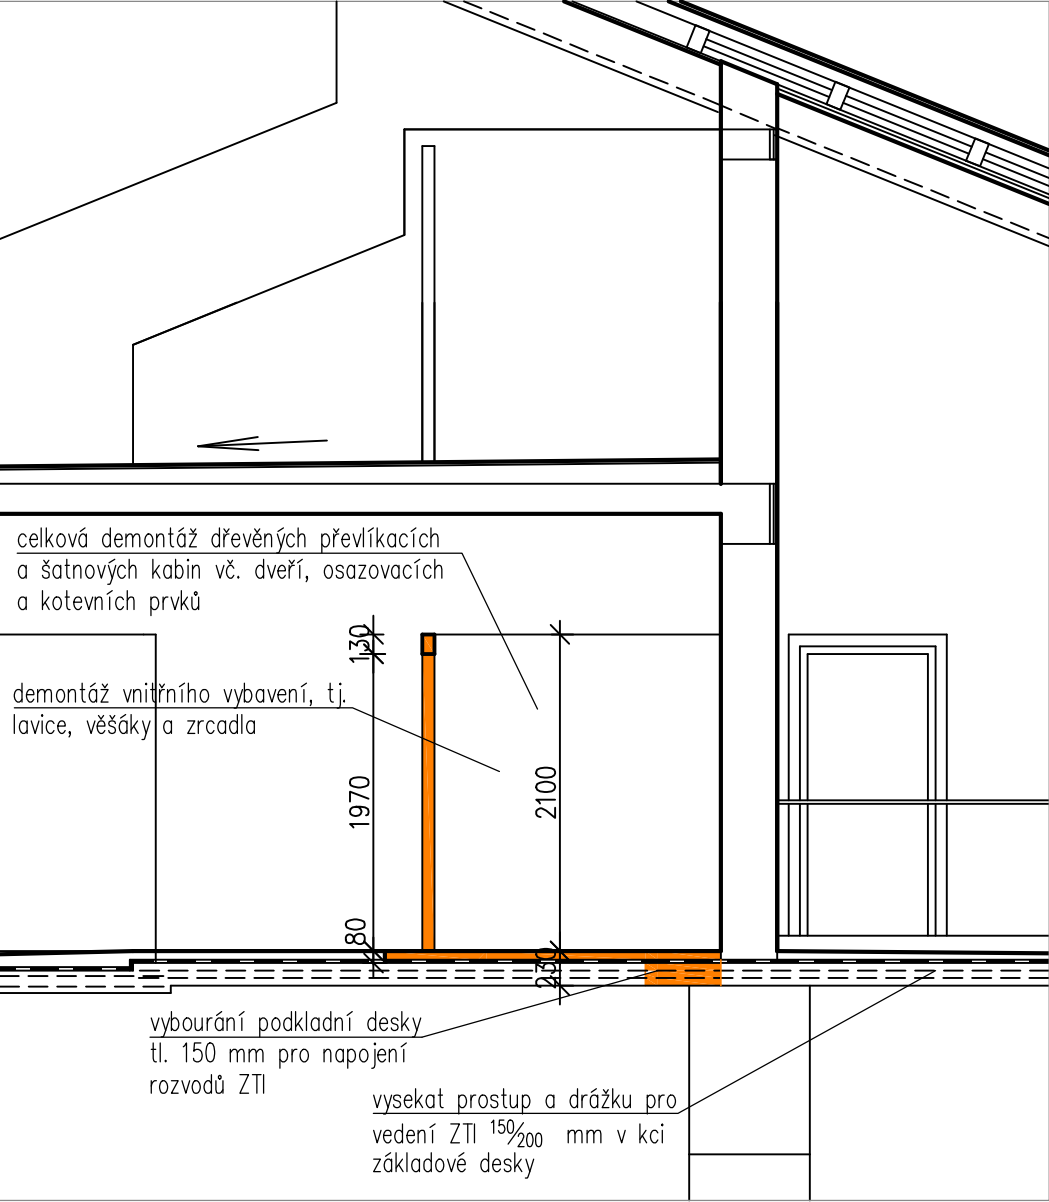 celková demontáž dřevěných převlíkacích
a šatnových kabin vč. dveří, osazovacích
a kotevních prvků
130
demontáž vnitřního vybavení, tj.
lavice, věšáky a zrcadla
1970
2100
80
230
vybourání podkladní desky
tl. 150 mm pro napojení
rozvodů ZTI
vysekat prostup a drážku pro
vedení ZTI 150/200 mm v kci
základové desky